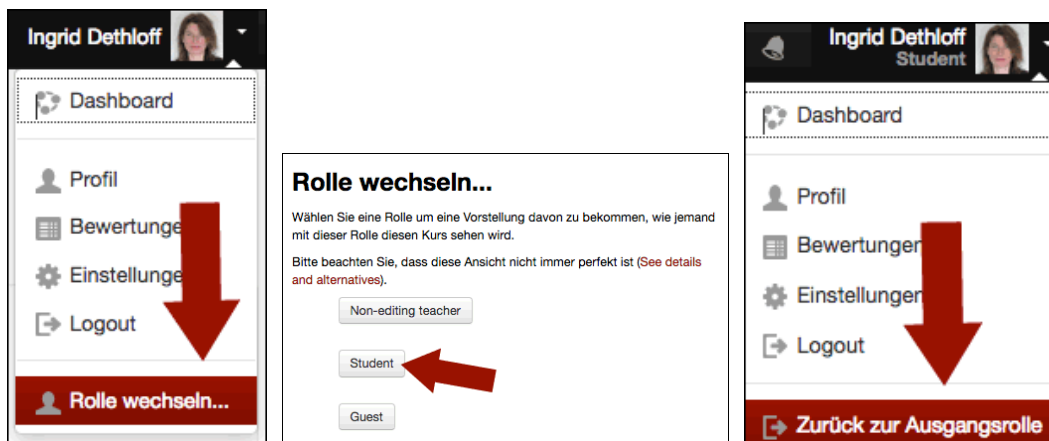 Ingrid Dethloff
Dashboard
Profil
Bewertunge
Einstellunge
Logout
Rolle wechseln...
Rolle wechseln...
Wählen Sie eine Rolle um eine Vorstellung davon zu bekommen, wie jemand
mit dieser Rolle diesen Kurs sehen wird.
Bitte beachten Sie, dass diese Ansicht nicht immer perfekt ist (See details
and alternatives).
Non-editing teacher
Student
Guest
Ingrid Dethloff
Student
Dashboard
Profil
Bewertungen
Einstellungen
Logout
Zurück zur Ausgangsrolle